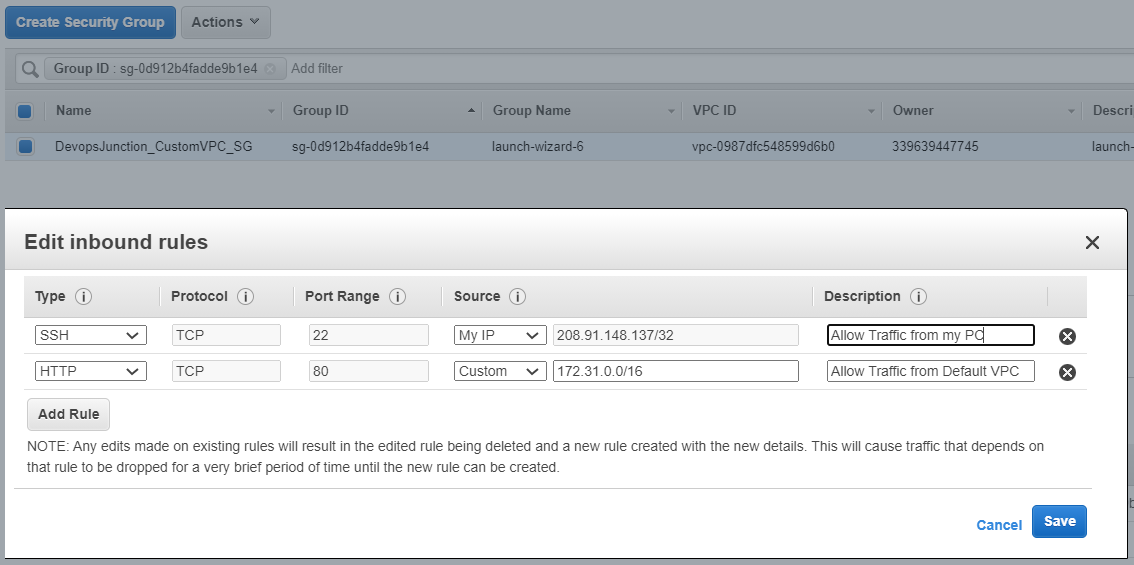 Create Security Group Actions
Group ID : sg-0d912b4fadde9b1e4 Add filter
Name Group ID Group Name VPC ID Owner Descri
DevopsJunction_CustomVPC_SG sg-0d912b4fadde9b1e4 launch-wizard-6 vpc-0987dfc548599d6b0 339639447745 launch-
Edit inbound rules
Type Protocol Port Range Source Description
SSH TCP 22 My IP 208.91.148.137/32 Allow Traffic from my PC
HTTP TCP 80 Custom 172.31.0.0/16 Allow Traffic from Default VPC
Add Rule
NOTE: Any edits made on existing rules will result in the edited rule being deleted and a new rule created with the new details. This will cause traffic that depends on
that rule to be dropped for a very brief period of time until the new rule can be created.
Cancel Save